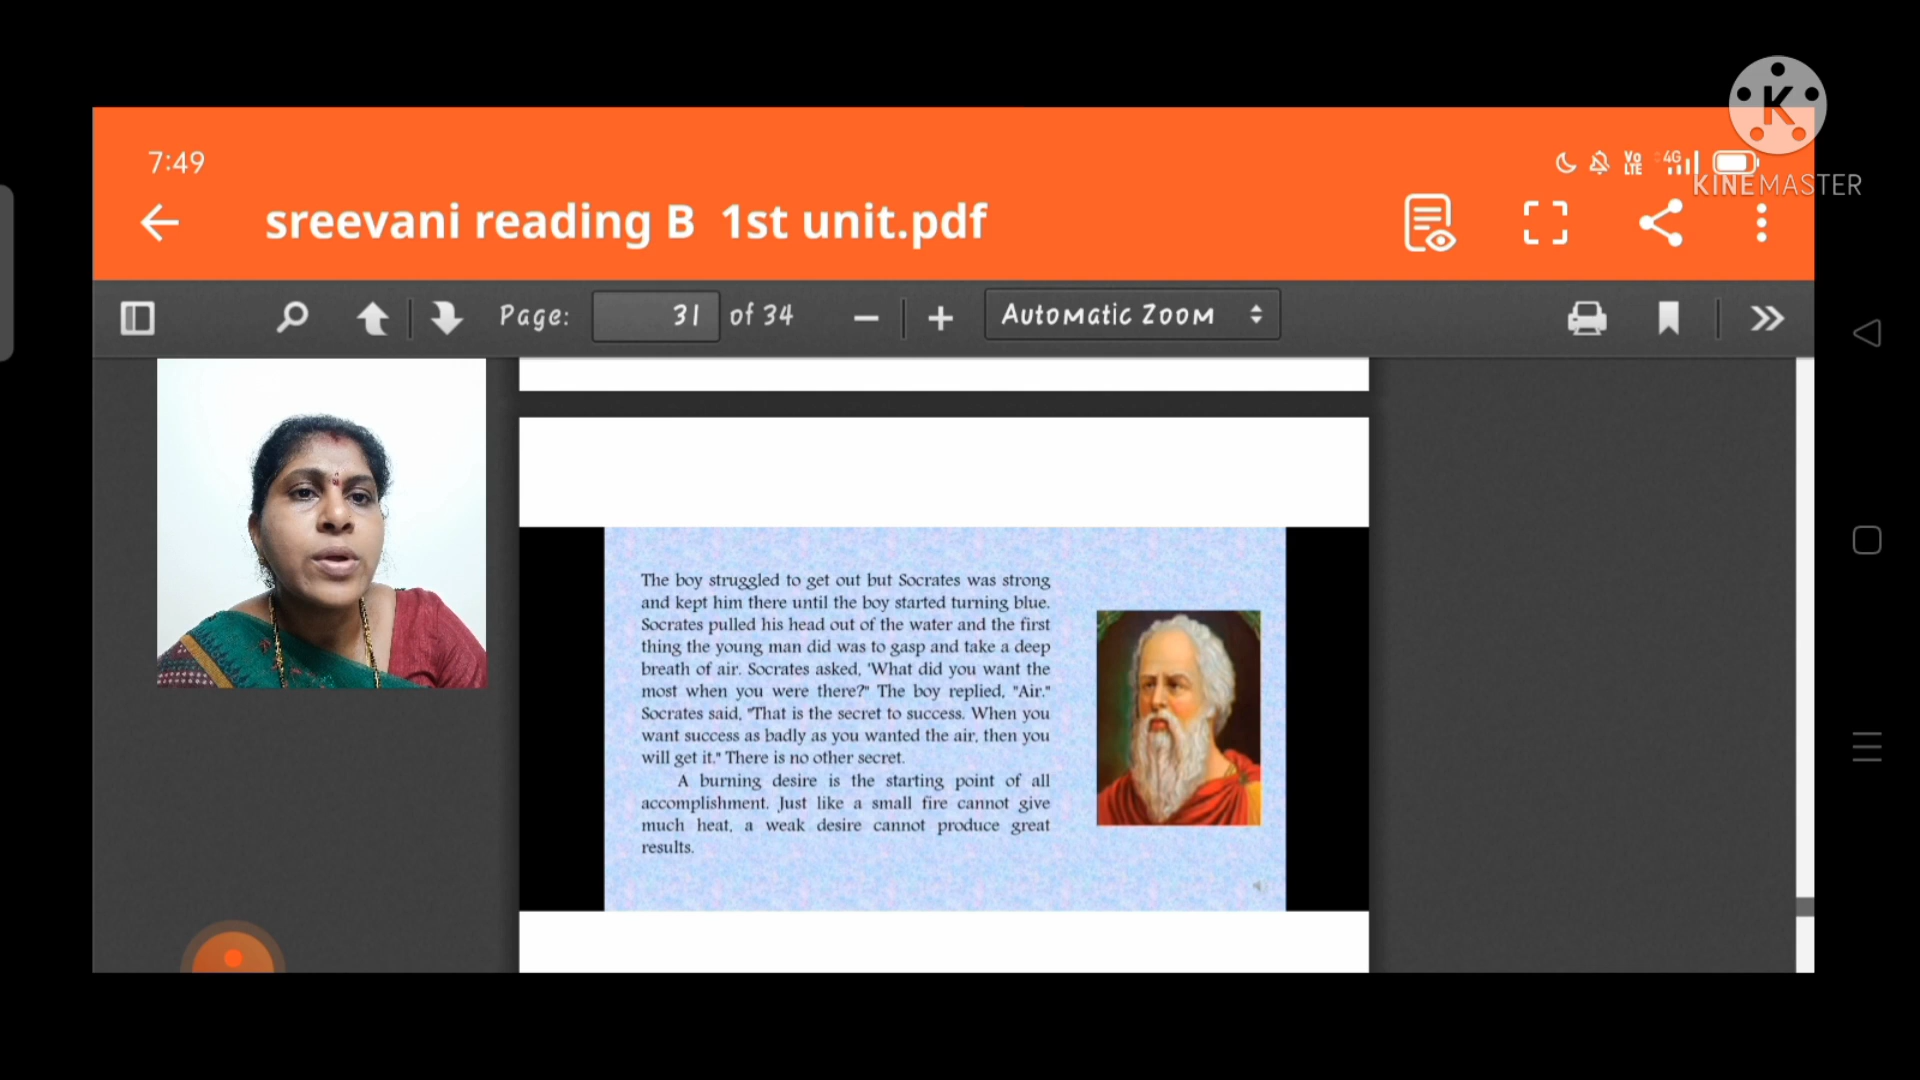 K
KINEMASTER
7:49
Vo
LTE
4G
sreevani reading B 1st unit.pdf
Page: 31 of 34
Automatic Zoom
The boy struggled to get out but Socrates was strong
and kept him there until the boy started turning blue.
Socrates pulled his head out of the water and the first
thing the young man did was to gasp and take a deep
breath of air. Socrates asked, 'What did you want the
most when you were there?" The boy replied, "Air."
Socrates said, "That is the secret to success. When you
want success as badly as you wanted the air, then you
will get it." There is no other secret.
A burning desire is the starting point of all
accomplishment. Just like a small fire cannot give
much heat, a weak desire cannot produce great
results.